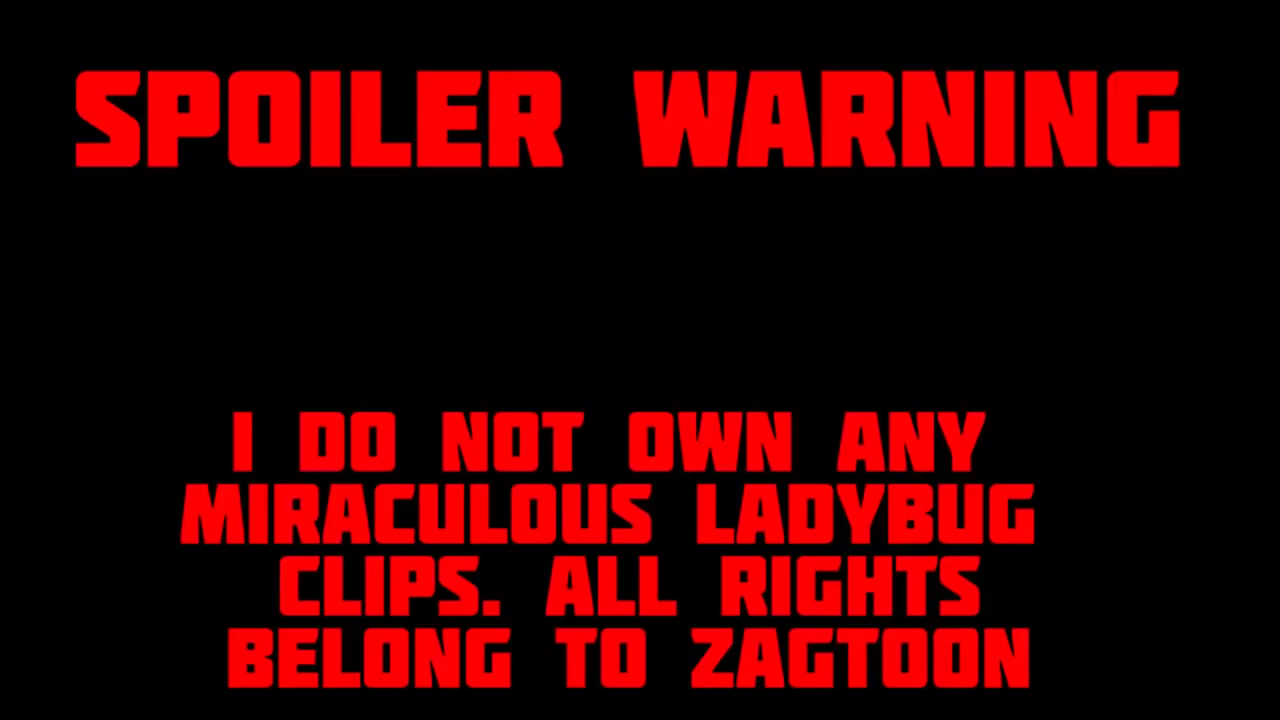 SPOILER WARNING
I DO NOT OWN ANY
MIRACULOUS LADYBUG
CLIPS. ALL RIGHTS
BELONG TO ZAGTOON